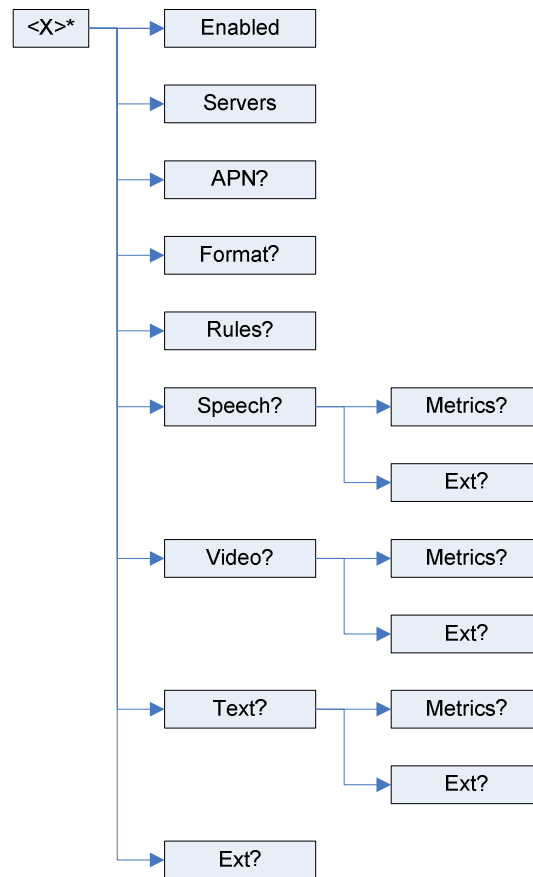 <X>*
Enabled
Servers
APN?
Format?
Rules?
Speech?
Metrics?
Ext?
Video?
Metrics?
Ext?
Text?
Metrics?
Ext?
Ext?